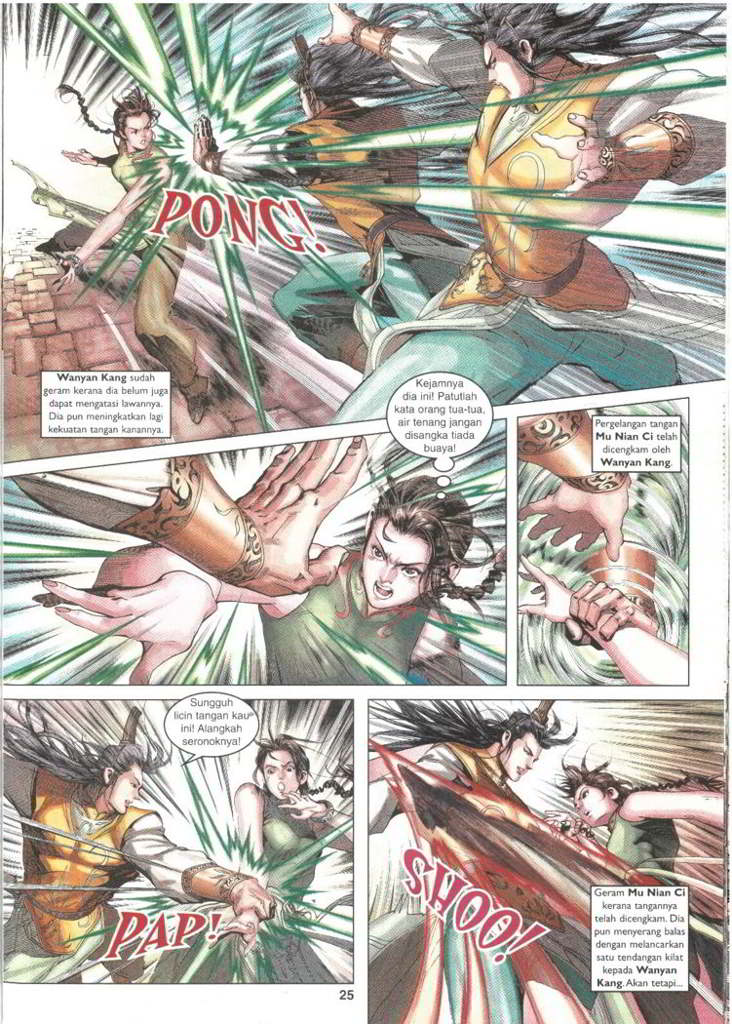 PONG!
Wanyan Kang sudah
geram kerana dia belum juga
dapat mengatasi lawannya.
Dia pun meningkatkan lagi
kekuatan tangan kanannya.
Kejamnya
dia ini! Patutlah
kata orang tua-tua,
air tenang jangan
disangka tiada
buaya!
Pergelangan tangan
Mu Nian Ci telah
dicengkam oleh
Wanyan Kang.
Sungguh
licin tangan kau
ini! Alangkah
seronoknya!
PAP!
SHOO!
Geram Mu Nian Ci
kerana tangannya
telah dicengkam. Dia
pun menyerang balas
dengan melancarkan
satu tendangan kilat
kepada Wanyan
Kang. Akan tetapi...
25